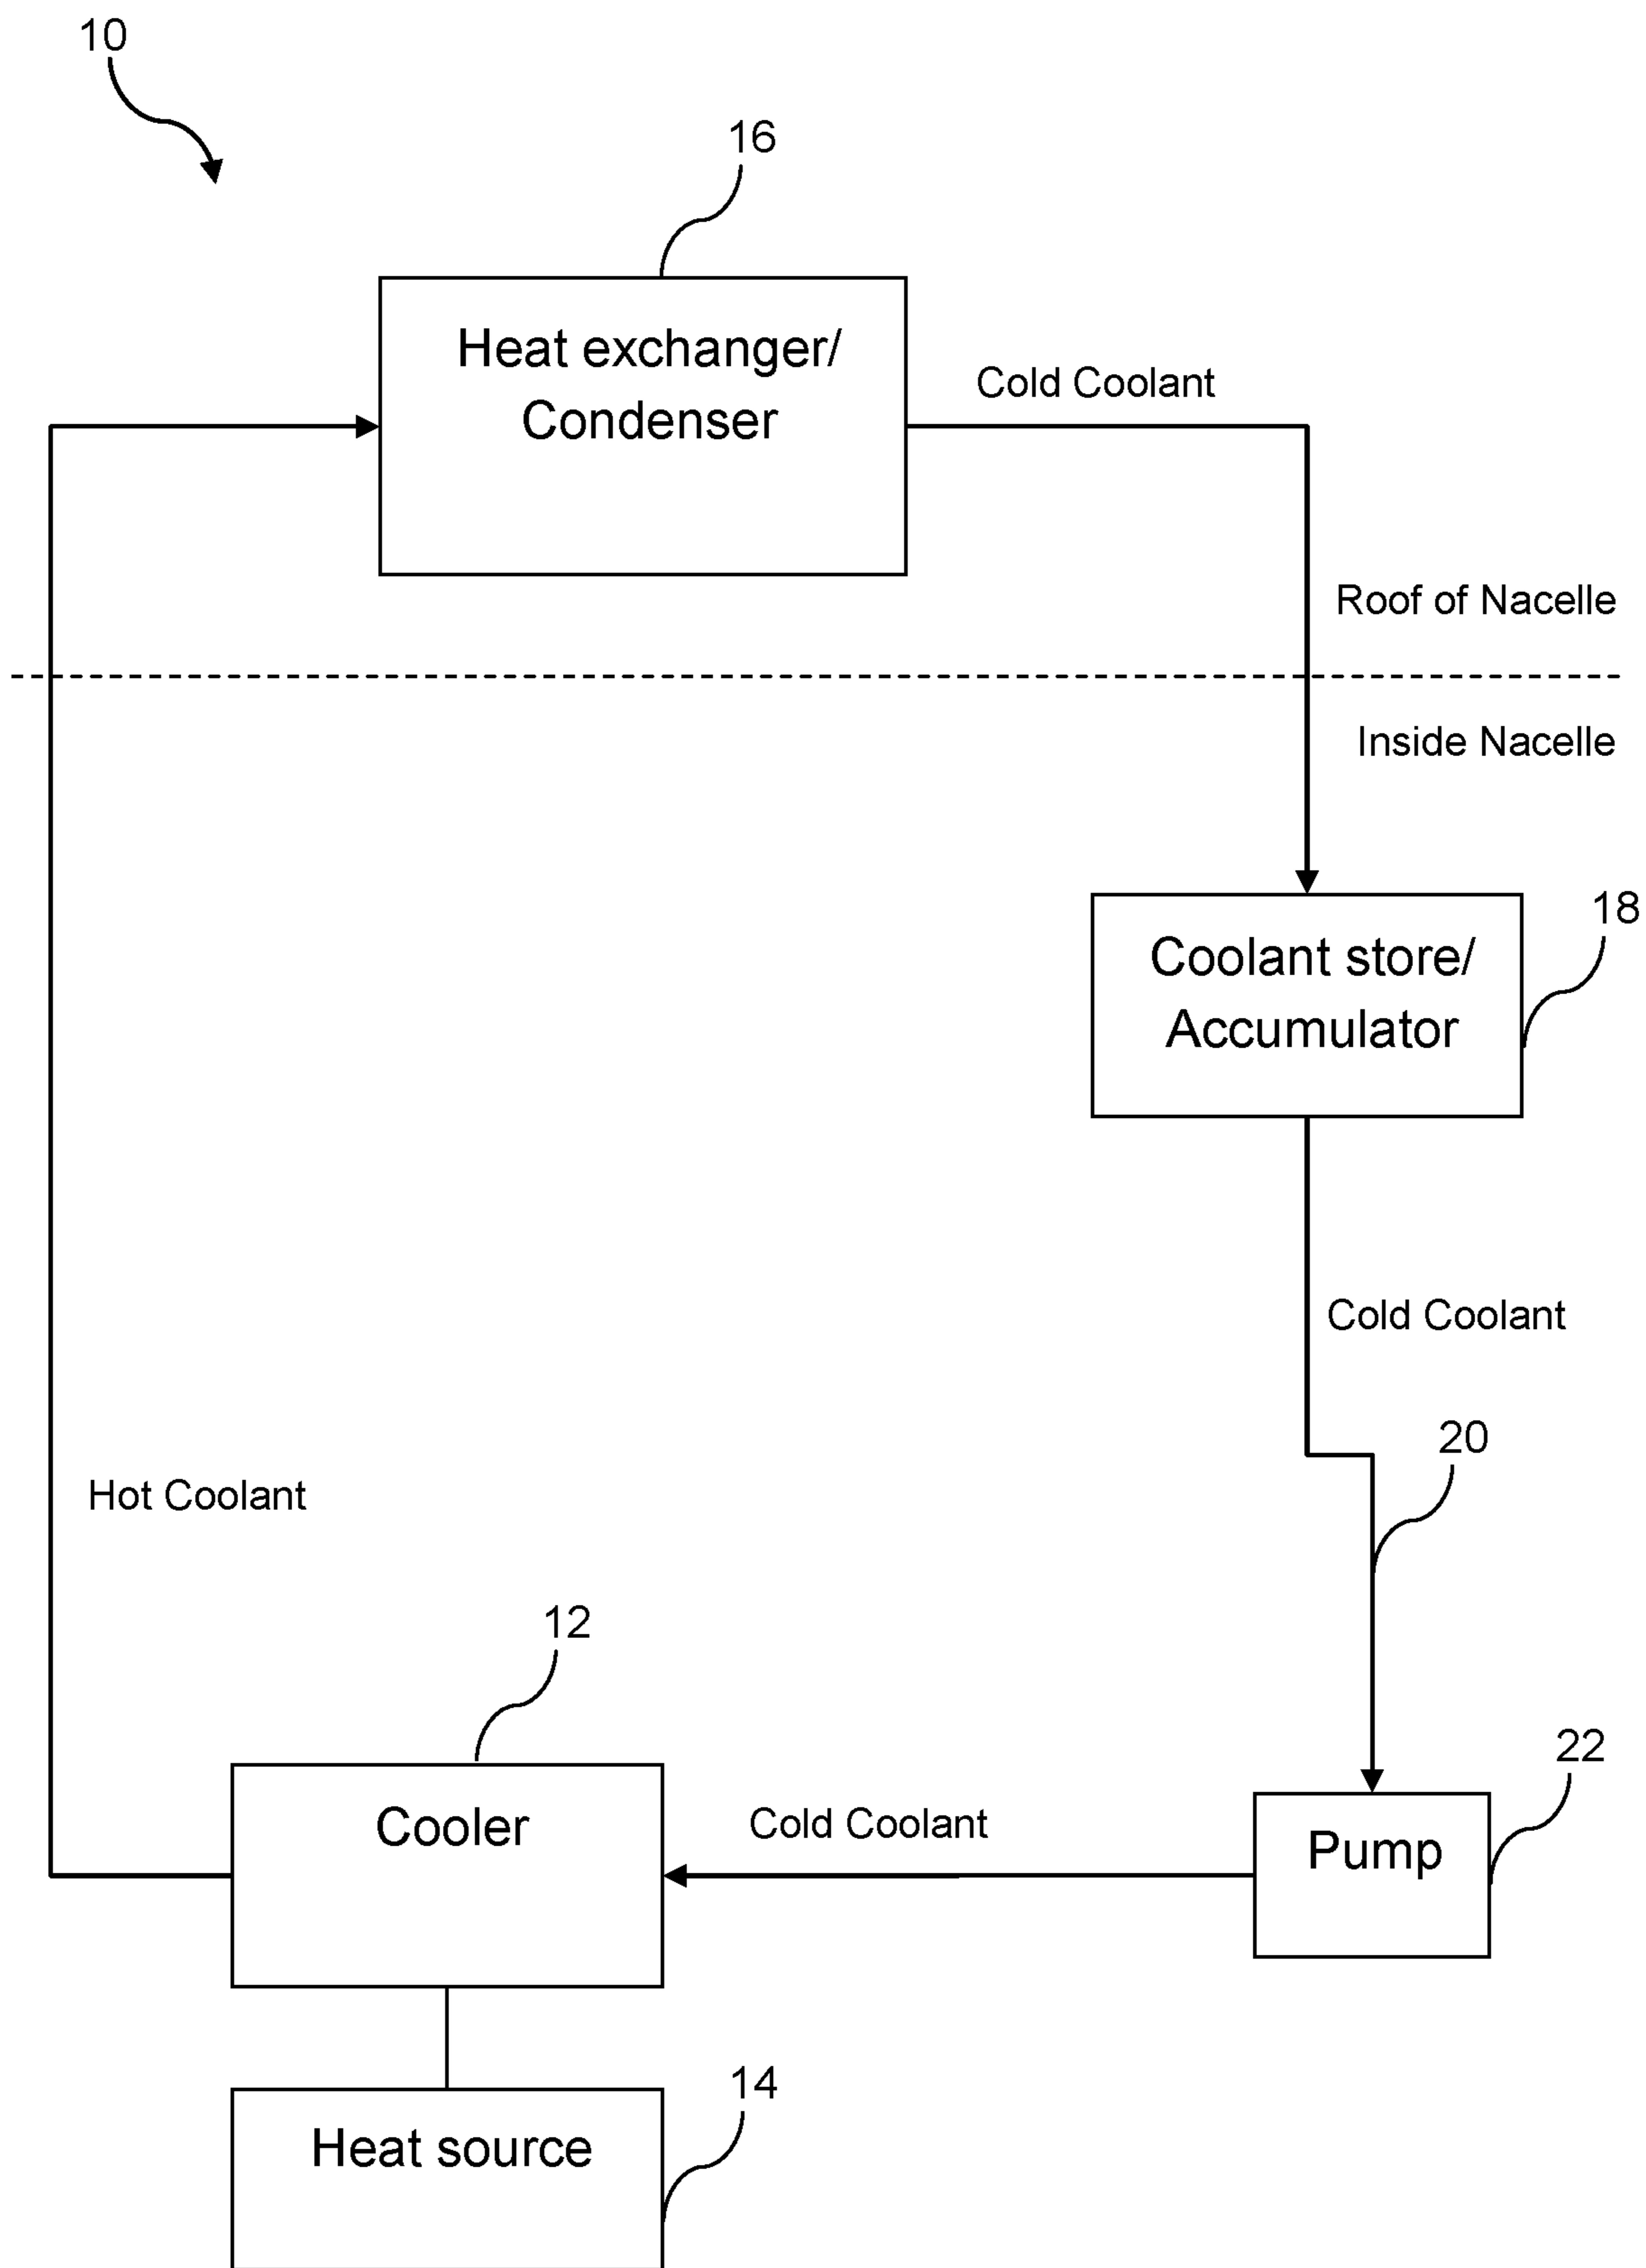 10
16
Heat exchanger/
Condenser
Cold Coolant
Roof of Nacelle
Inside Nacelle
18
Coolant store/
Accumulator
Cold Coolant
20
Hot Coolant
12
22
Cooler
Cold Coolant
Pump
14
Heat source